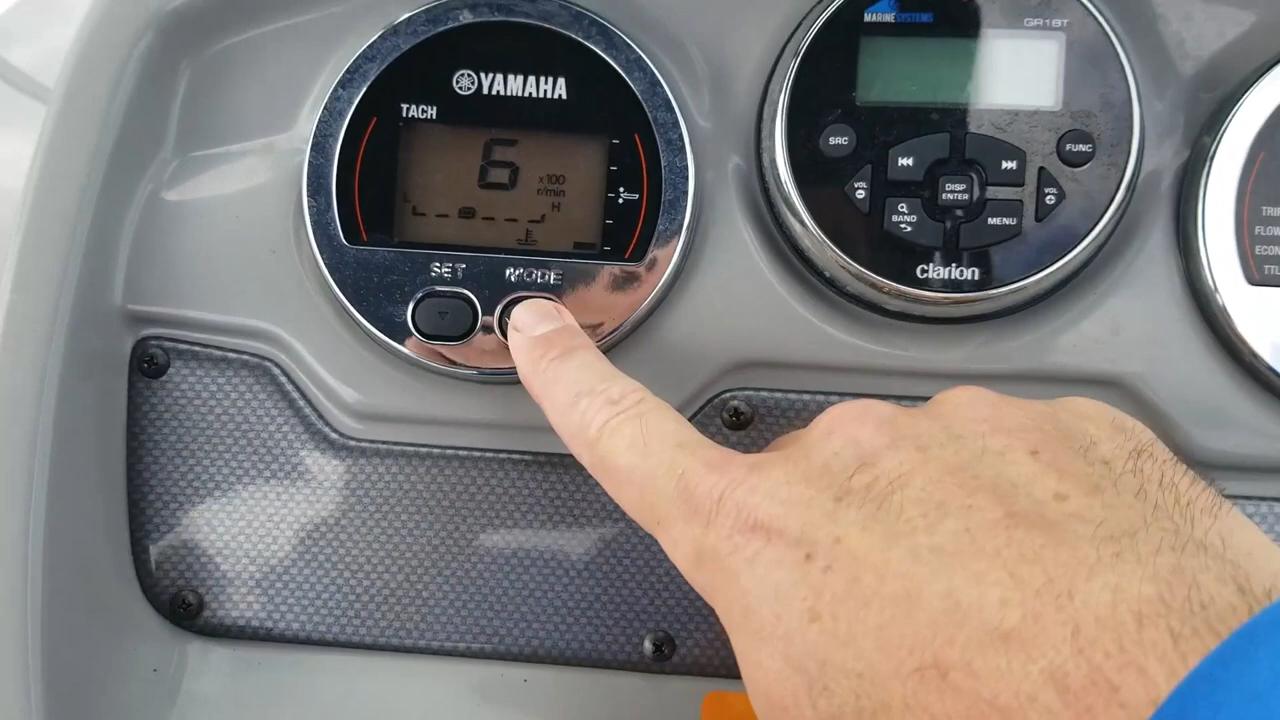 YAMAHA
TACH
6
x100
r/min
H
SET
MODE
MARINE SYSTEMS
GR1BT
SRC
FUNC
VOL
DISP
ENTER
VOL
BAND
MENU
Clarion
TRIP
FLOW
ECON
TTL